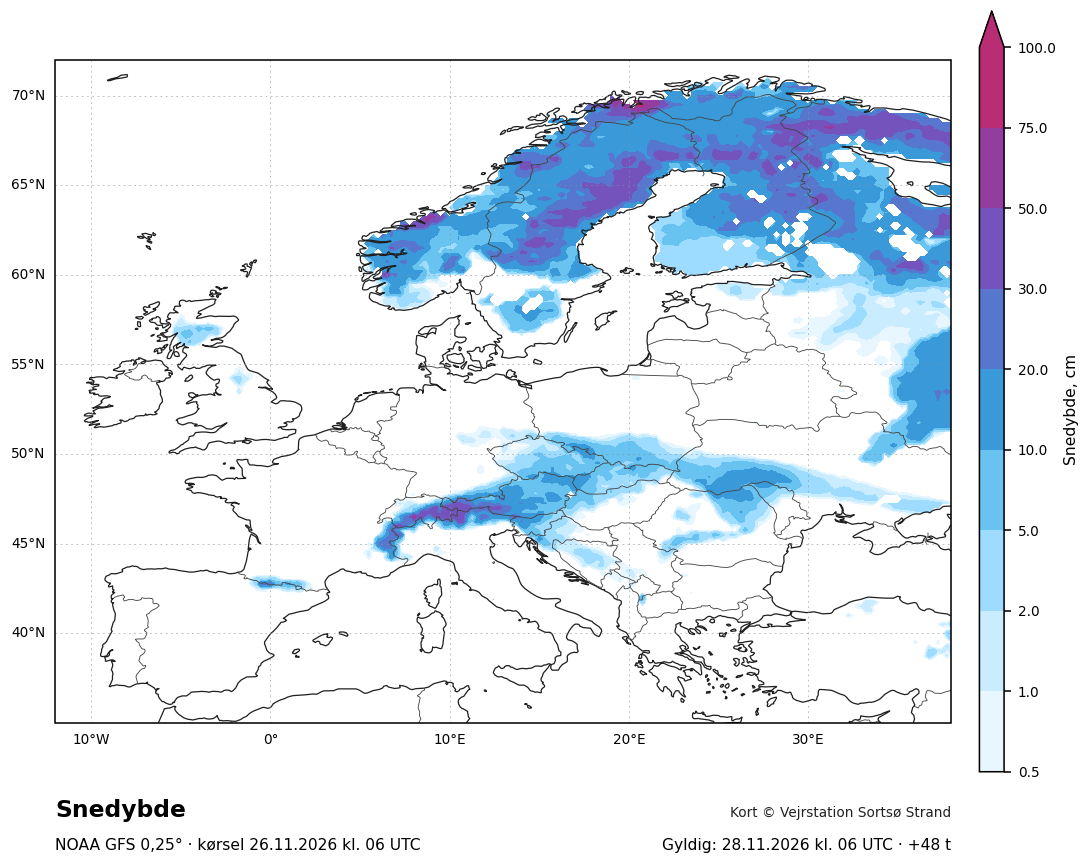 100.0
75.0
50.0
30.0
20.0
10.0
5.0
2.0
1.0
0.5
Snedybde, cm
70°N
65°N
60°N
55°N
50°N
45°N
40°N
10°W
0°
10°E
20°E
30°E
Snedybde
Kort © Vejrstation Sortsø Strand
NOAA GFS 0,25° · kørsel 26.11.2026 kl. 06 UTC
Gyldig: 28.11.2026 kl. 06 UTC · +48 t